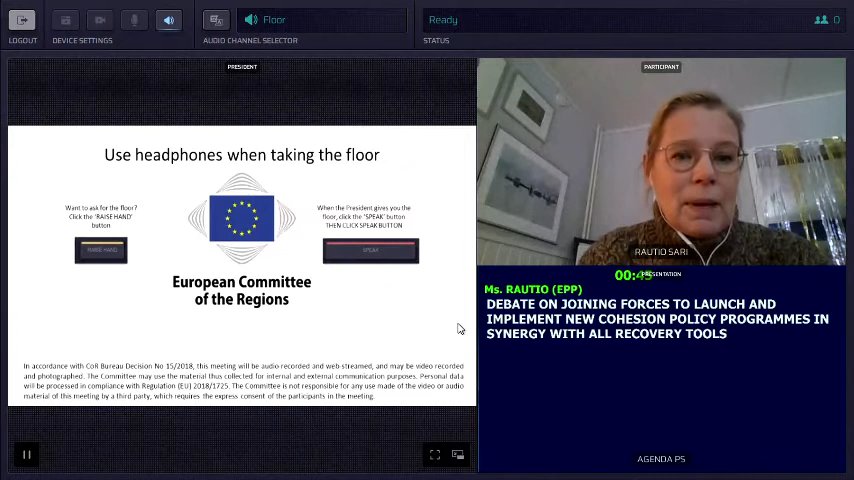 LOGOUT
DEVICE SETTINGS
Floor
AUDIO CHANNEL SELECTOR
Ready
0
STATUS
PRESIDENT
Use headphones when taking the floor
Want to ask for the floor?
Click the 'RAISE HAND'
button
RAISE HAND
When the President gives you the
floor, click the 'SPEAK' button
THEN CLICK SPEAK BUTTON
SPEAK
European Committee
of the Regions
In accordance with CoR Bureau Decision No 15/2018, this meeting will be audio recorded and web-streamed, and may be video recorded
and photographed. The Committee may use the material thus collected for internal and external communication purposes. Personal data
will be processed in compliance with Regulation (EU) 2018/1725. The Committee is not responsible for any use made of the video or audio
material of this meeting by a third party, which requires the express consent of the participants in the meeting.
PARTICIPANT
RAUTIO SARI
PRESENTATION
Ms. RAUTIO (EPP)
DEBATE ON JOINING FORCES TO LAUNCH AND
IMPLEMENT NEW COHESION POLICY PROGRAMMES IN
SYNERGY WITH ALL RECOVERY TOOLS
AGENDA PS